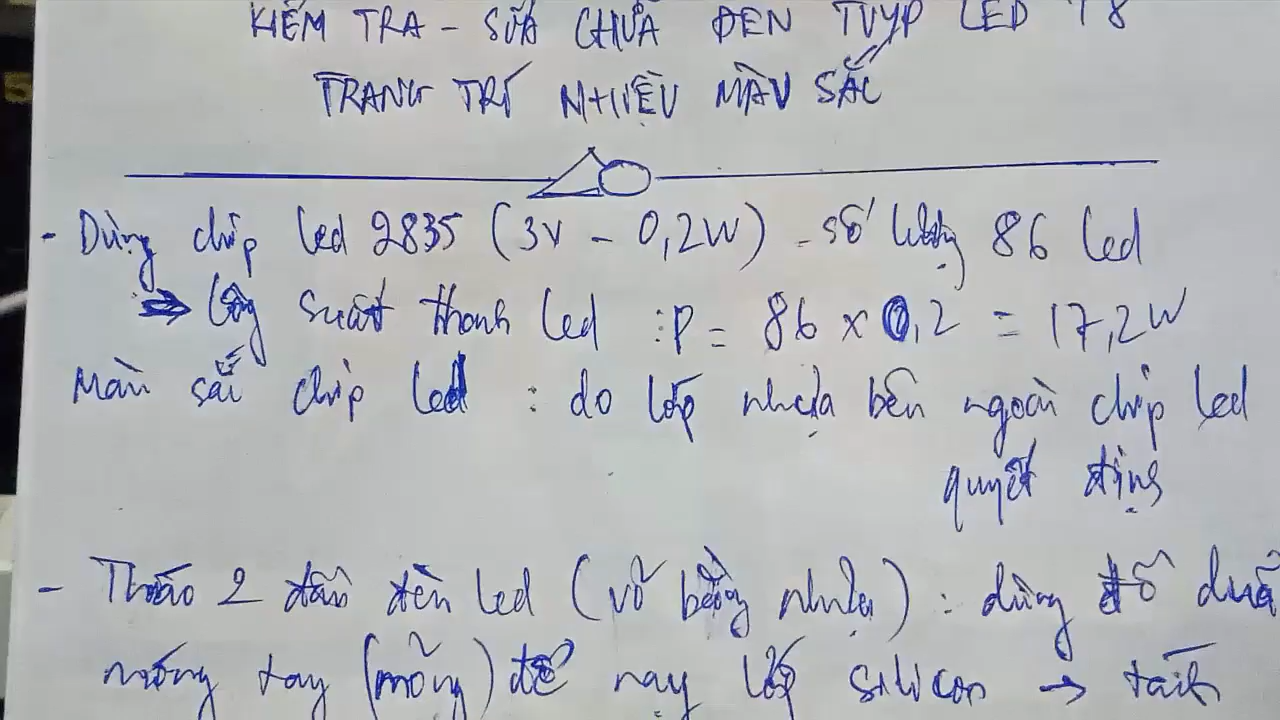 KIỂM TRA - SỬA CHỮA ĐÈN TUYP LED T8
TRANG TRÍ NHIỀU MÀU SẮC
- Dùng chip led 2835 (3V - 0,2W) - số lượng 86 led
⇒ Công suất thanh led : P = 86 x 0,2 = 17,2W
Màu sắc chip led : do lớp nhựa bên ngoài chip led
quyết định
- Tháo 2 đầu đèn led (vỏ bằng nhựa) : dùng đồ dũa
móng tay (mỏng) để nạy lớp silicon → tách